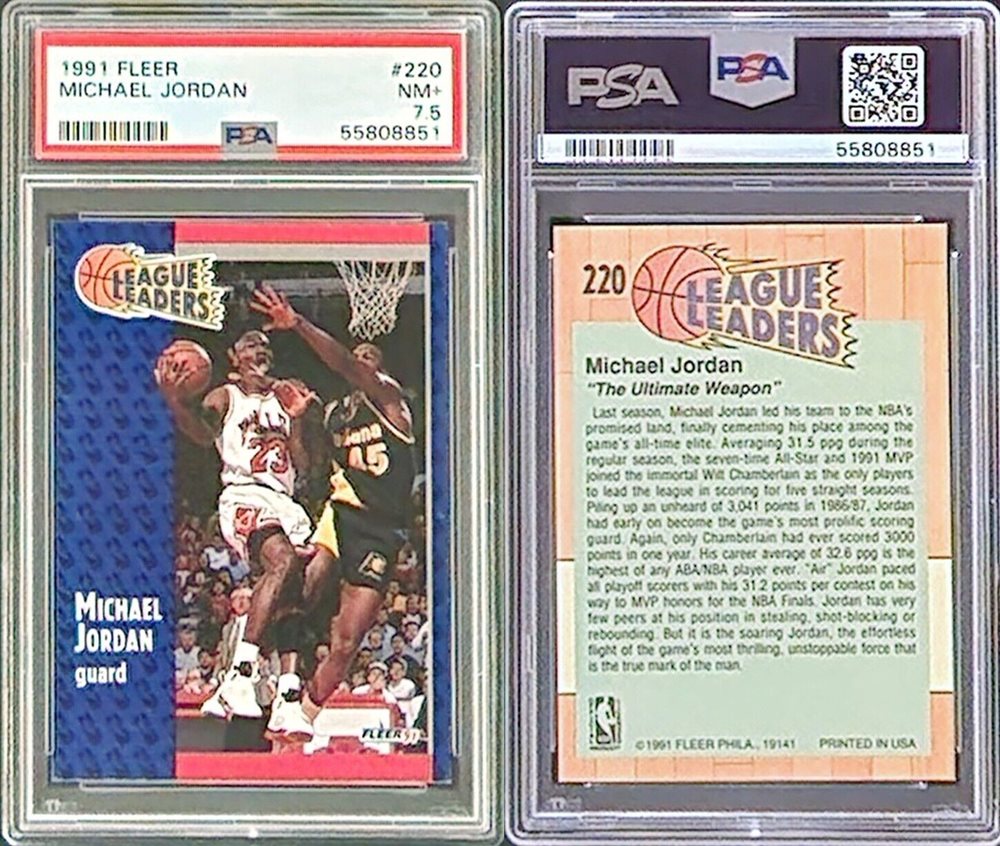 1991 FLEER #220
MICHAEL JORDAN NM+
7.5
PSA 55808851
LEAGUE
LEADERS
23
45
MICHAEL
JORDAN
guard
FLEER 91
PSA PSA
55808851
220 LEAGUE
LEADERS
Michael Jordan
"The Ultimate Weapon"
Last season, Michael Jordan led his team to the NBA's
promised land, finally cementing his place among the
game's all-time elite. Averaging 31.5 ppg during the
regular season, the seven-time All-Star and 1991 MVP
joined the immortal Wilt Chamberlain as the only players
to lead the league in scoring for five straight seasons.
Piling up an unheard of 3,041 points in 1986/87, Jordan
had early on become the game's most prolific scoring
guard. Again, only Chamberlain had ever scored 3000
points in one year. His career average of 32.6 ppg is the
highest of any ABA/NBA player ever. "Air" Jordan paced
all playoff scorers with his 31.2 points per contest on his
way to MVP honors for the NBA Finals. Jordan has very
few peers at his position in stealing, shot-blocking or
rebounding. But it is the soaring Jordan, the effortless
flight of the game's most thrilling, unstoppable force that
is the true mark of the man.
©1991 FLEER PHILA., 19141 PRINTED IN USA